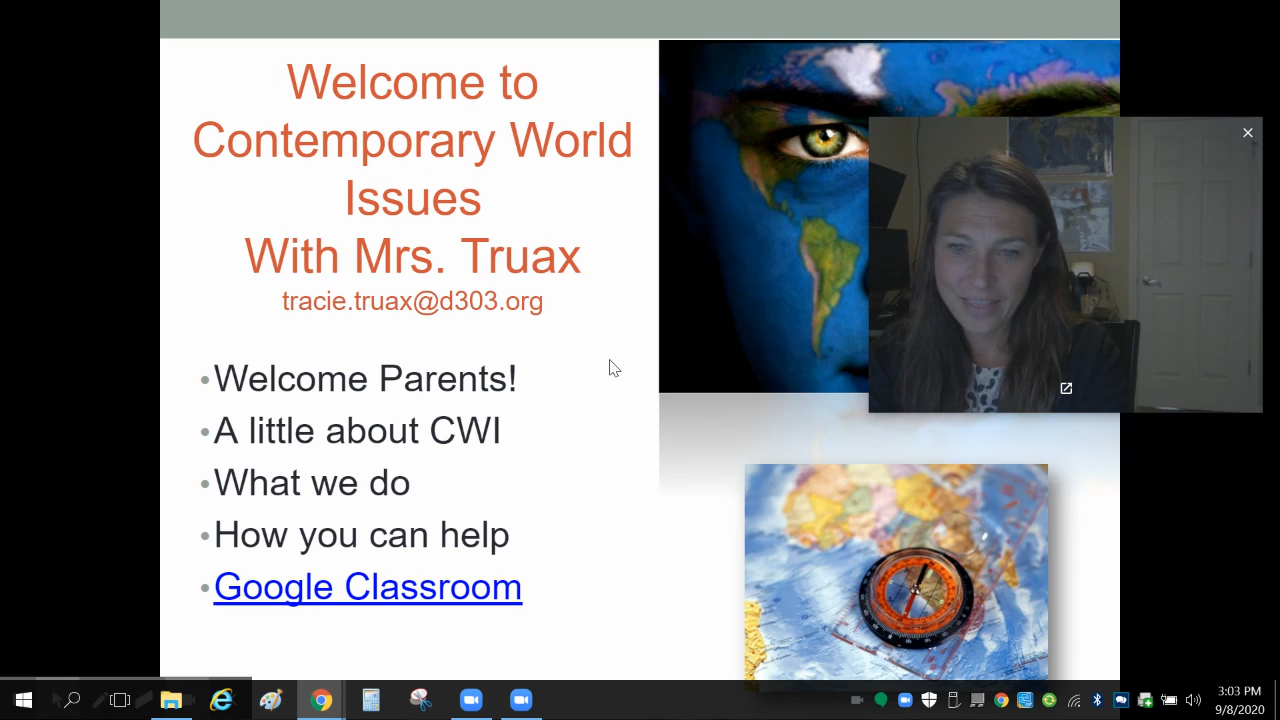 Welcome to
Contemporary World
Issues
With Mrs. Truax
tracie.truax@d303.org
•Welcome Parents!
•A little about CWI
•What we do
•How you can help
•Google Classroom
3:03 PM
9/8/2020